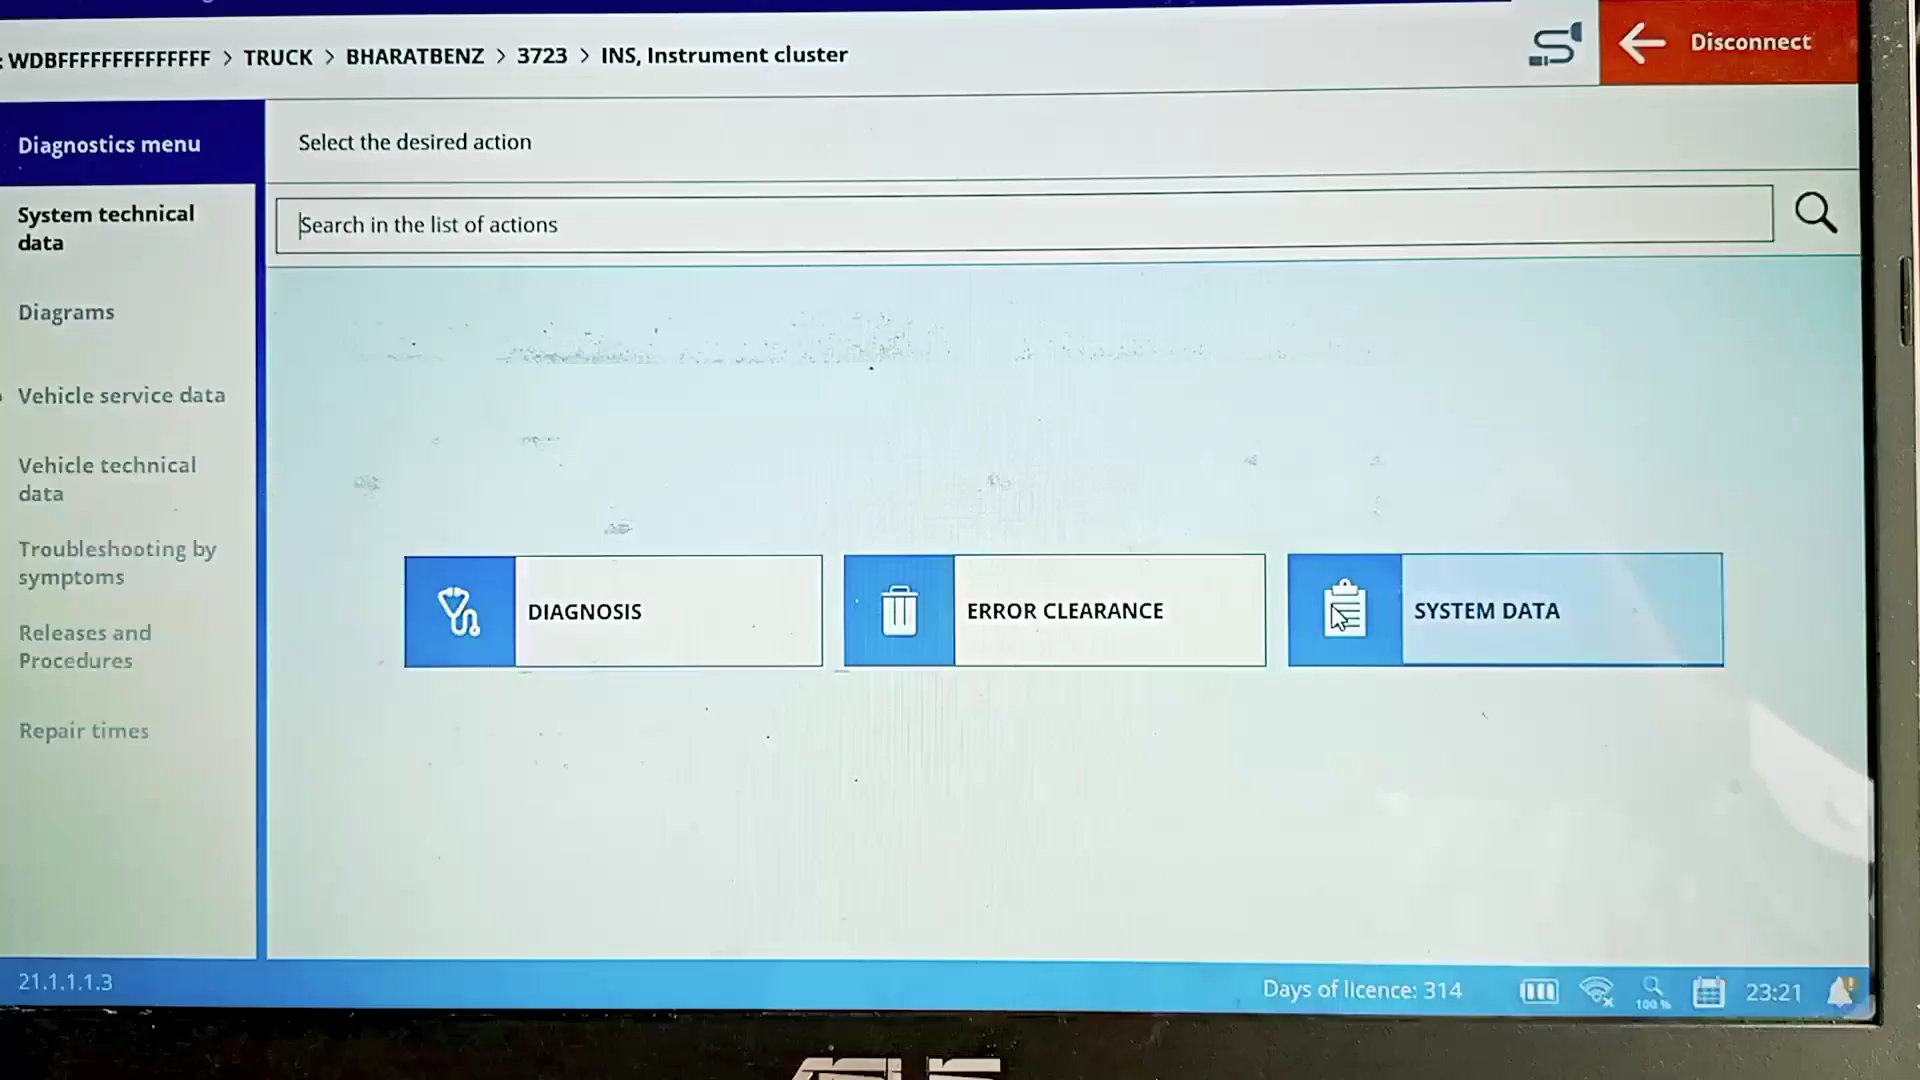 : WDBFFFFFFFFFFFFFF > TRUCK > BHARATBENZ > 3723 > INS, Instrument cluster
Disconnect
Diagnostics menu
Select the desired action
Search in the list of actions
System technical
data
Diagrams
Vehicle service data
Vehicle technical
data
Troubleshooting by
symptoms
Releases and
Procedures
Repair times
DIAGNOSIS
ERROR CLEARANCE
SYSTEM DATA
21.1.1.1.3
Days of licence: 314
100 %
23:21